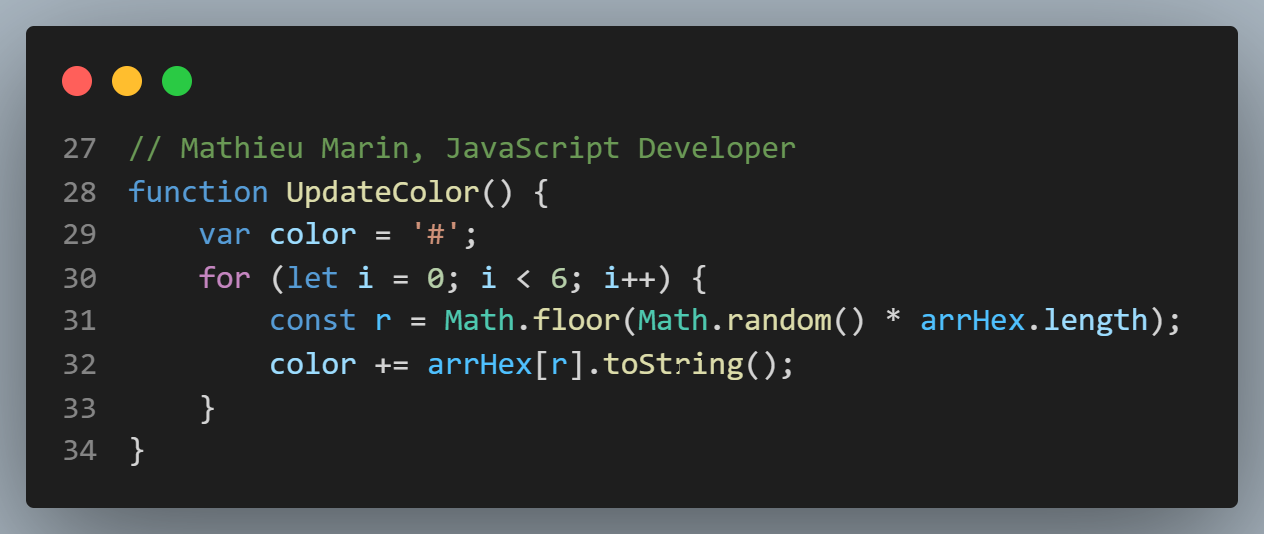 27 // Mathieu Marin, JavaScript Developer
28 function UpdateColor() {
29     var color = '#';
30     for (let i = 0; i < 6; i++) {
31         const r = Math.floor(Math.random() * arrHex.length);
32         color += arrHex[r].toString();
33     }
34 }